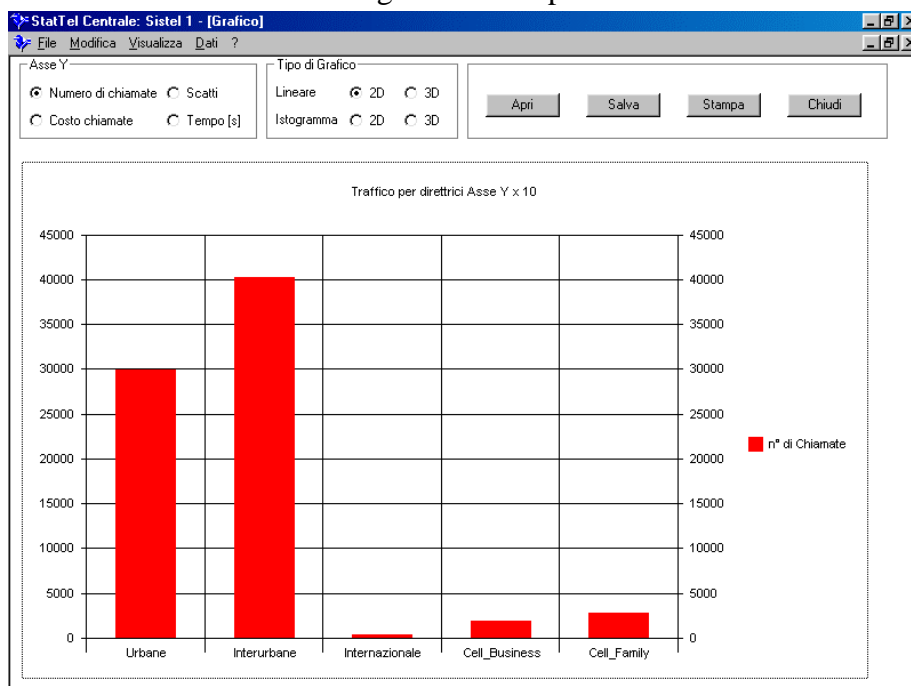 StatTel Centrale: Sistel 1 - [Grafico]
File Modifica Visualizza Dati ?
Asse Y
Numero di chiamate Scatti
Costo chiamate Tempo [s]
Tipo di Grafico
Lineare 2D 3D
Istogramma 2D 3D
Apri Salva Stampa Chiudi
Traffico per direttrici Asse Y x 10
45000 45000
40000 40000
35000 35000
30000 30000
25000 25000
20000 20000
15000 15000
10000 10000
5000 5000
0 0
n° di Chiamate
Urbane Interurbane Internazionale Cell_Business Cell_Family